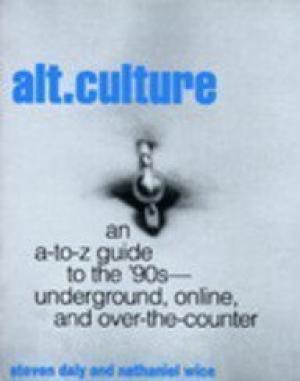 alt.culture
an
a-to-z guide
to the '90s—
underground, online,
and over-the-counter
steven daly and nathaniel wice